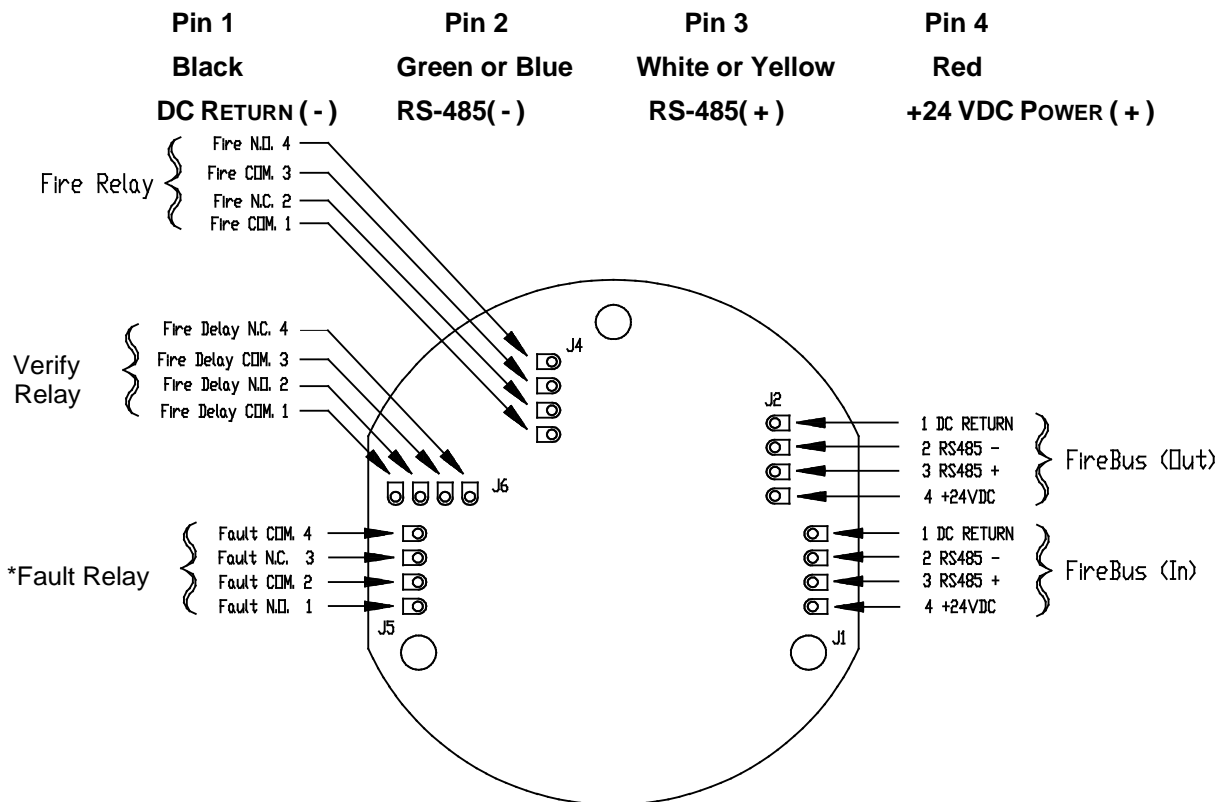 Pin 1 Pin 2 Pin 3 Pin 4
Black Green or Blue White or Yellow Red
DC RETURN ( - ) RS-485( - ) RS-485( + ) +24 VDC POWER ( + )
Fire Relay
Fire N.O. 4
Fire COM. 3
Fire N.C. 2
Fire COM. 1
J4
Verify
Relay
Fire Delay N.C. 4
Fire Delay COM. 3
Fire Delay N.O. 2
Fire Delay COM. 1
J6
J2
1 DC RETURN
2 RS485 -
3 RS485 +
4 +24VDC
FireBus (Out)
*Fault Relay
Fault COM. 4
Fault N.C. 3
Fault COM. 2
Fault N.O. 1
J5
1 DC RETURN
2 RS485 -
3 RS485 +
4 +24VDC
FireBus (In)
J1